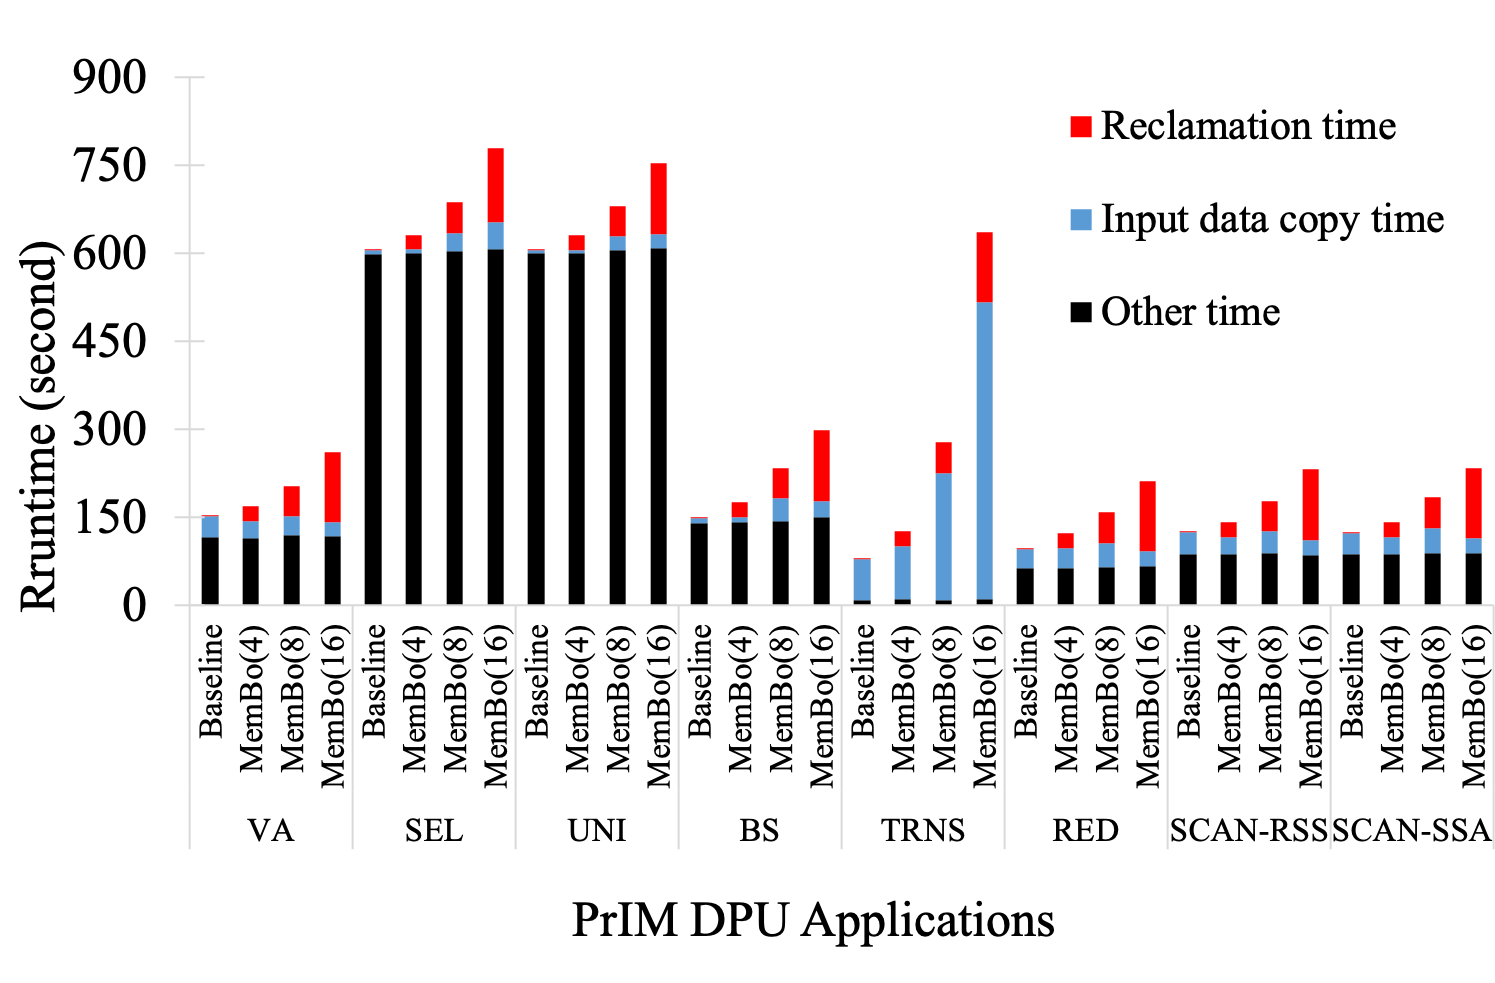 900
750
600
450
300
150
0
Rruntime (second)
Reclamation time
Input data copy time
Other time
Baseline
MemBo(4)
MemBo(8)
MemBo(16)
Baseline
MemBo(4)
MemBo(8)
MemBo(16)
Baseline
MemBo(4)
MemBo(8)
MemBo(16)
Baseline
MemBo(4)
MemBo(8)
MemBo(16)
Baseline
MemBo(4)
MemBo(8)
MemBo(16)
Baseline
MemBo(4)
MemBo(8)
MemBo(16)
Baseline
MemBo(4)
MemBo(8)
MemBo(16)
Baseline
MemBo(4)
MemBo(8)
MemBo(16)
VA SEL UNI BS TRNS RED SCAN-RSS SCAN-SSA
PrIM DPU Applications